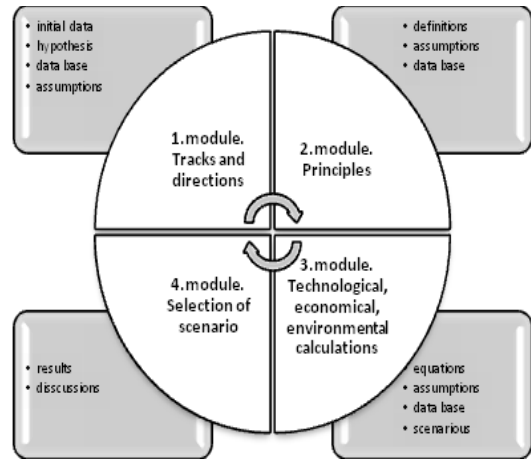 • initial data
• hypothesis
• data base
• assumptions
• definitions
• assumptions
• data base
1.module.
Tracks and
directions
2.module.
Principles
4.module.
Selection of
scenario
3.module.
Technological,
economical,
environmental
calculations
• results
• disscussions
• equations
• assumptions
• data base
• scenarious